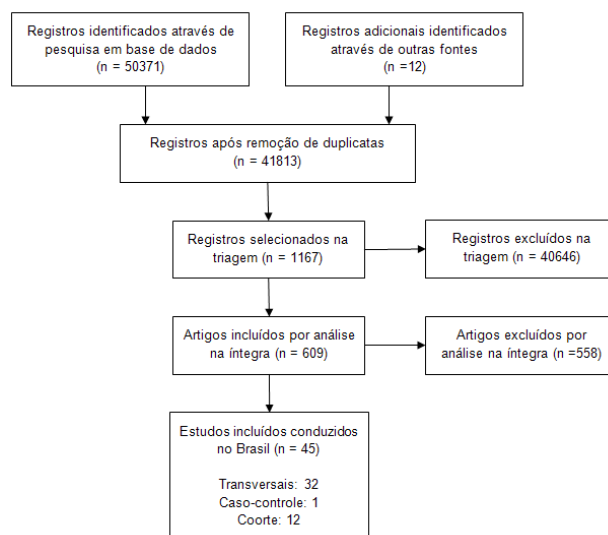 Registros identificados através de
pesquisa em base de dados
(n = 50371)
Registros adicionais identificados
através de outras fontes
(n =12)
Registros após remoção de duplicatas
(n = 41813)
Registros selecionados na
triagem (n = 1167)
Registros excluídos na
triagem (n = 40646)
Artigos incluídos por análise
na íntegra (n = 609)
Artigos excluídos por
análise na íntegra (n =558)
Estudos incluídos conduzidos
no Brasil (n = 45)
Transversais: 32
Caso-controle: 1
Coorte: 12